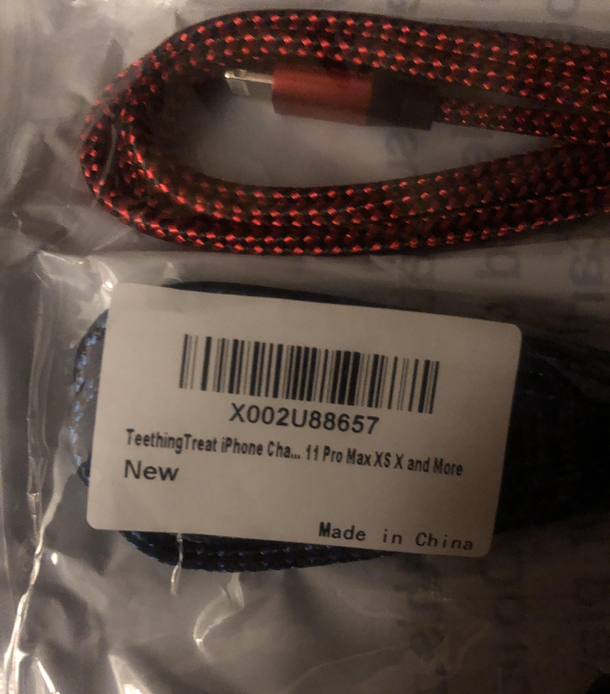 X002U88657
TeethingTreat iPhone Cha... 11 Pro Max XS X and More
New
Made in China